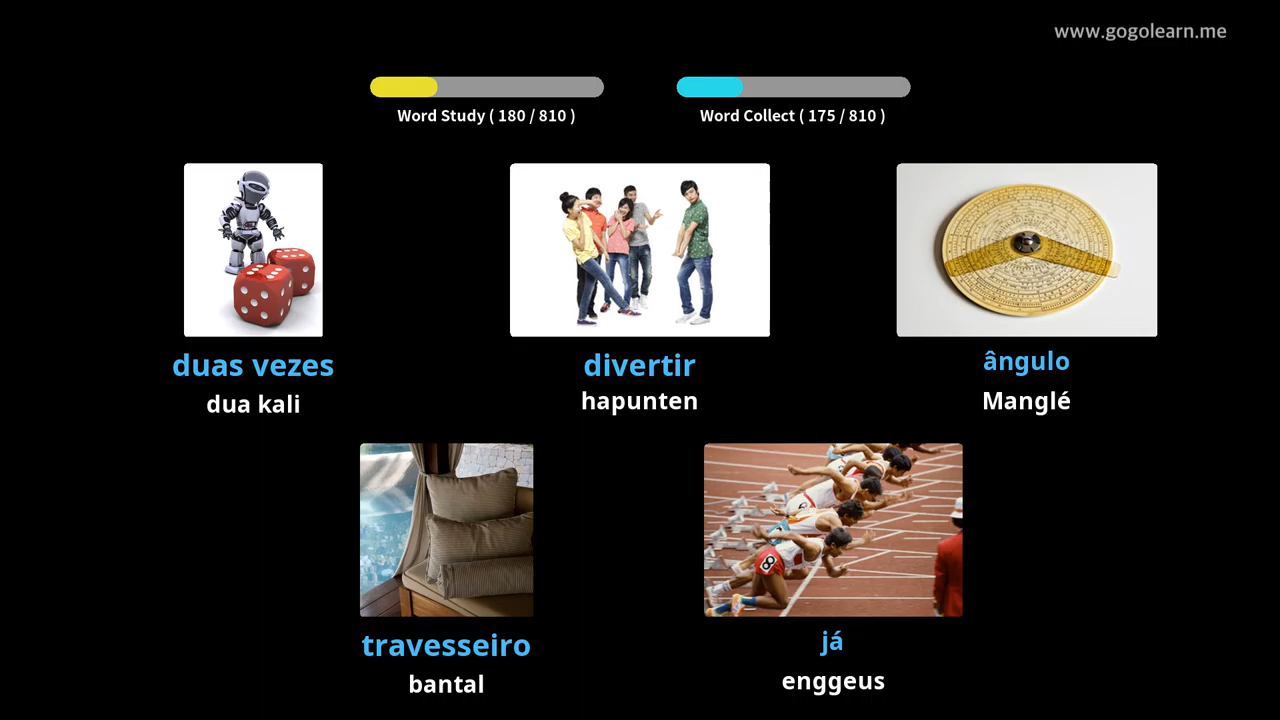 www.gogolearn.me
Word Study ( 180 / 810 )
Word Collect ( 175 / 810 )
duas vezes
dua kali
divertir
hapunten
ângulo
Manglé
travesseiro
bantal
já
enggeus